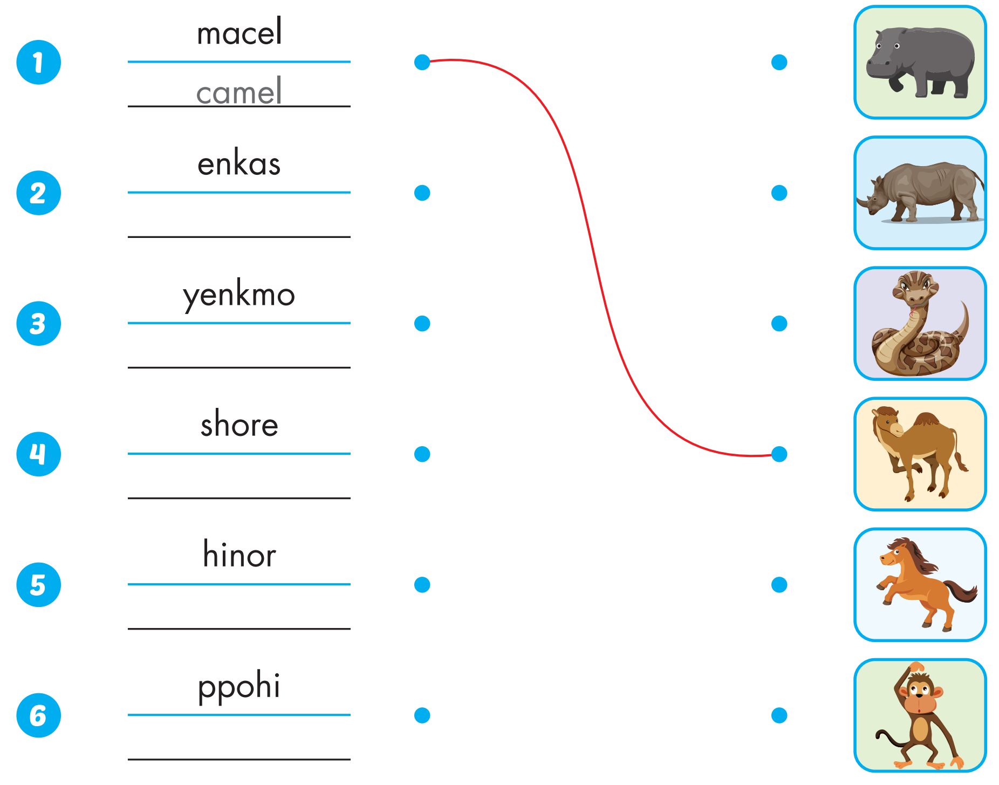 1 macel
camel
2 enkas
3 yenkmo
4 shore
5 hinor
6 ppohi